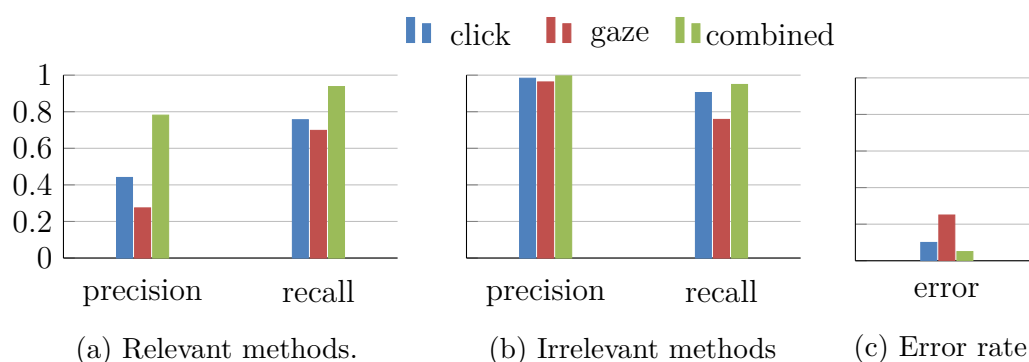 click gaze combined
1
0.8
0.6
0.4
0.2
0
precision recall
precision recall
error
(a) Relevant methods.
(b) Irrelevant methods
(c) Error rate